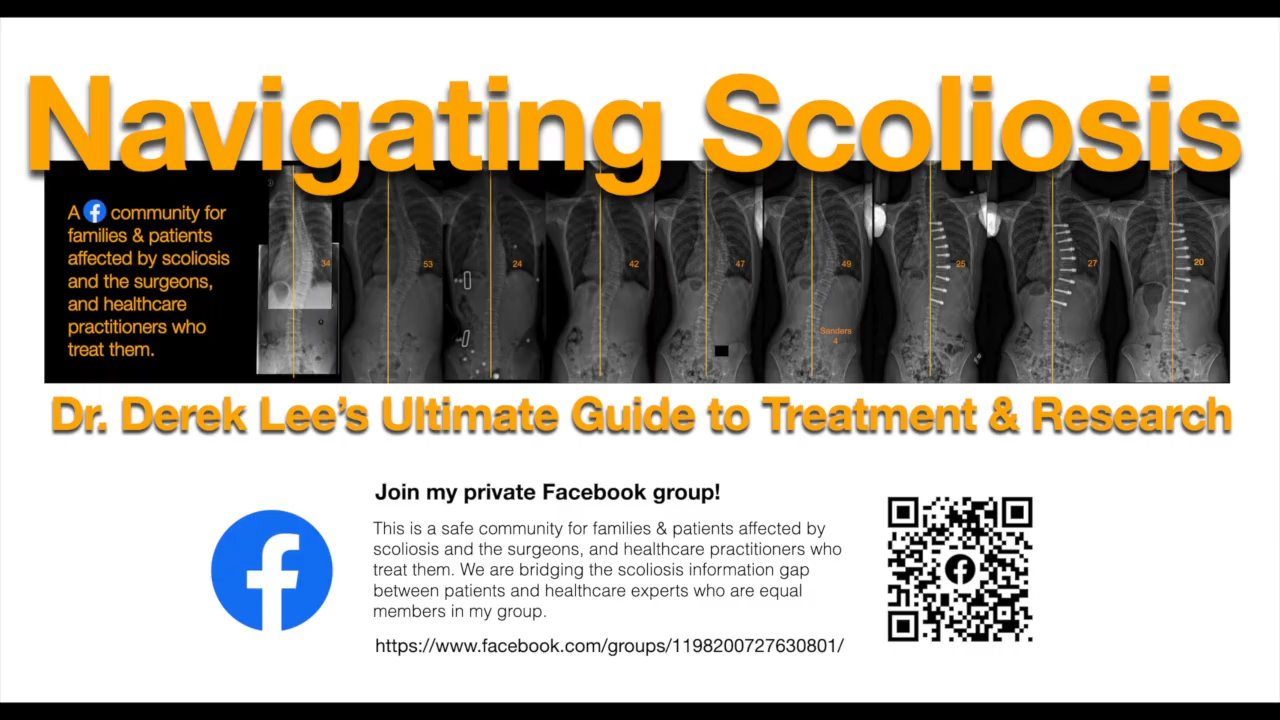 Navigating Scoliosis
A community for
families & patients
affected by scoliosis
and the surgeons,
and healthcare
practitioners who
treat them.
34
53
24
42
47
49
25
27
20
Sanders
4
Dr. Derek Lee’s Ultimate Guide to Treatment & Research
Join my private Facebook group!
This is a safe community for families & patients affected by
scoliosis and the surgeons, and healthcare practitioners who
treat them. We are bridging the scoliosis information gap
between patients and healthcare experts who are equal
members in my group.
https://www.facebook.com/groups/1198200727630801/